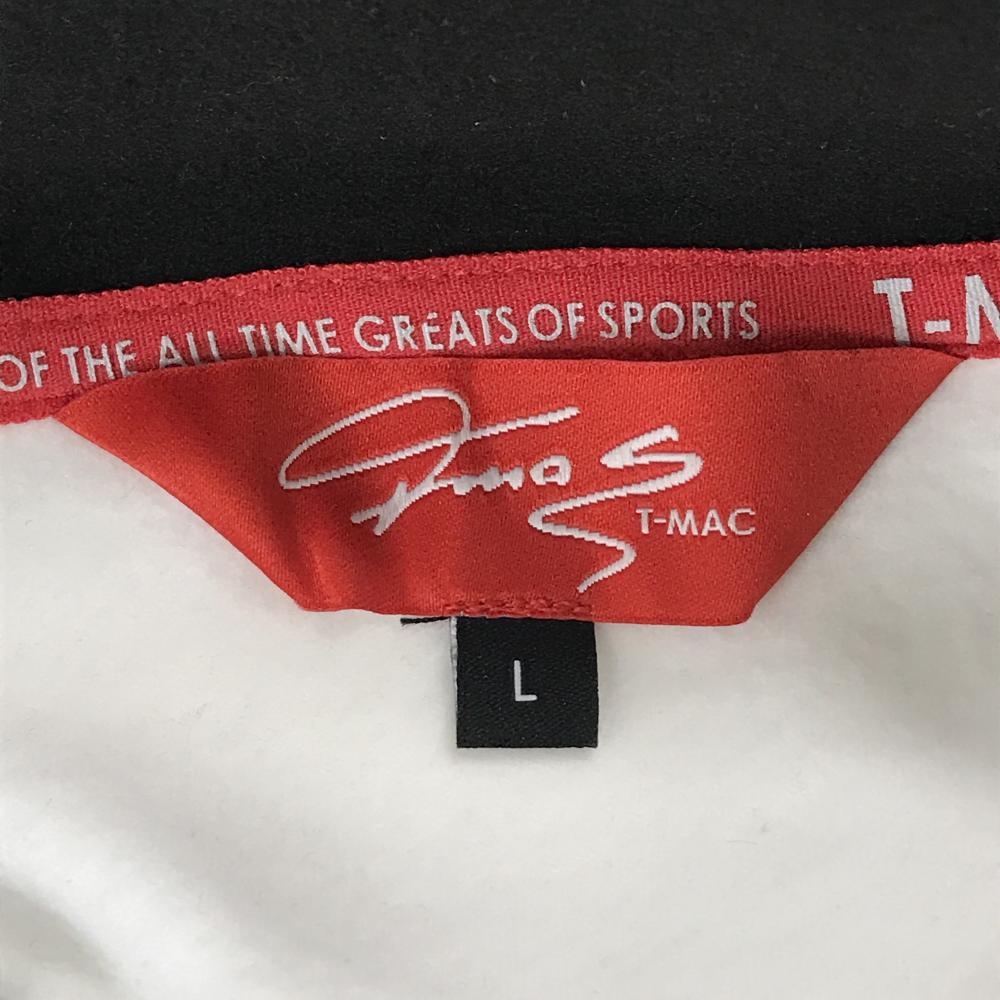 OF THE ALL TIME GREATS OF SPORTS T-M
T-MAC
L